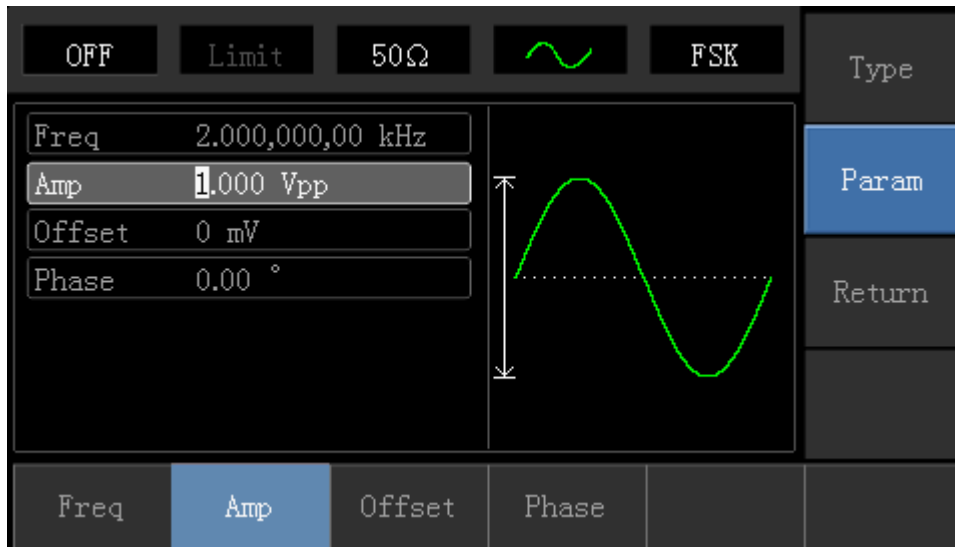 OFF Limit 50Ω FSK
Type
Freq 2.000,000,00 kHz
Amp 1.000 Vpp
Offset 0 mV
Phase 0.00 °
Param
Return
Freq Amp Offset Phase